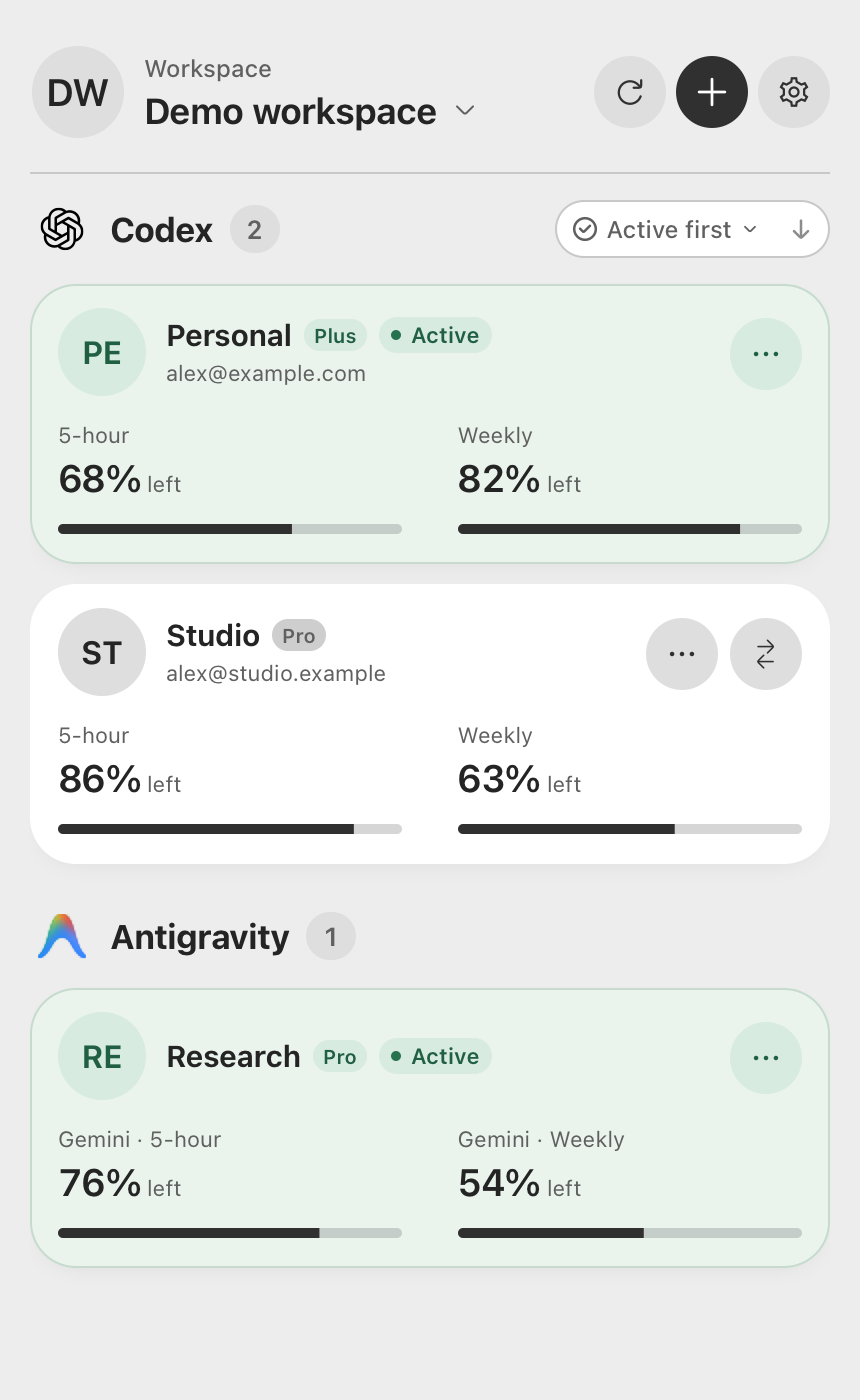 DW
Workspace
Demo workspace
Codex 2
Active first
PE
Personal Plus Active
alex@example.com
5-hour Weekly
68% left 82% left
ST
Studio Pro
alex@studio.example
5-hour Weekly
86% left 63% left
Antigravity 1
RE
Research Pro Active
Gemini · 5-hour Gemini · Weekly
76% left 54% left